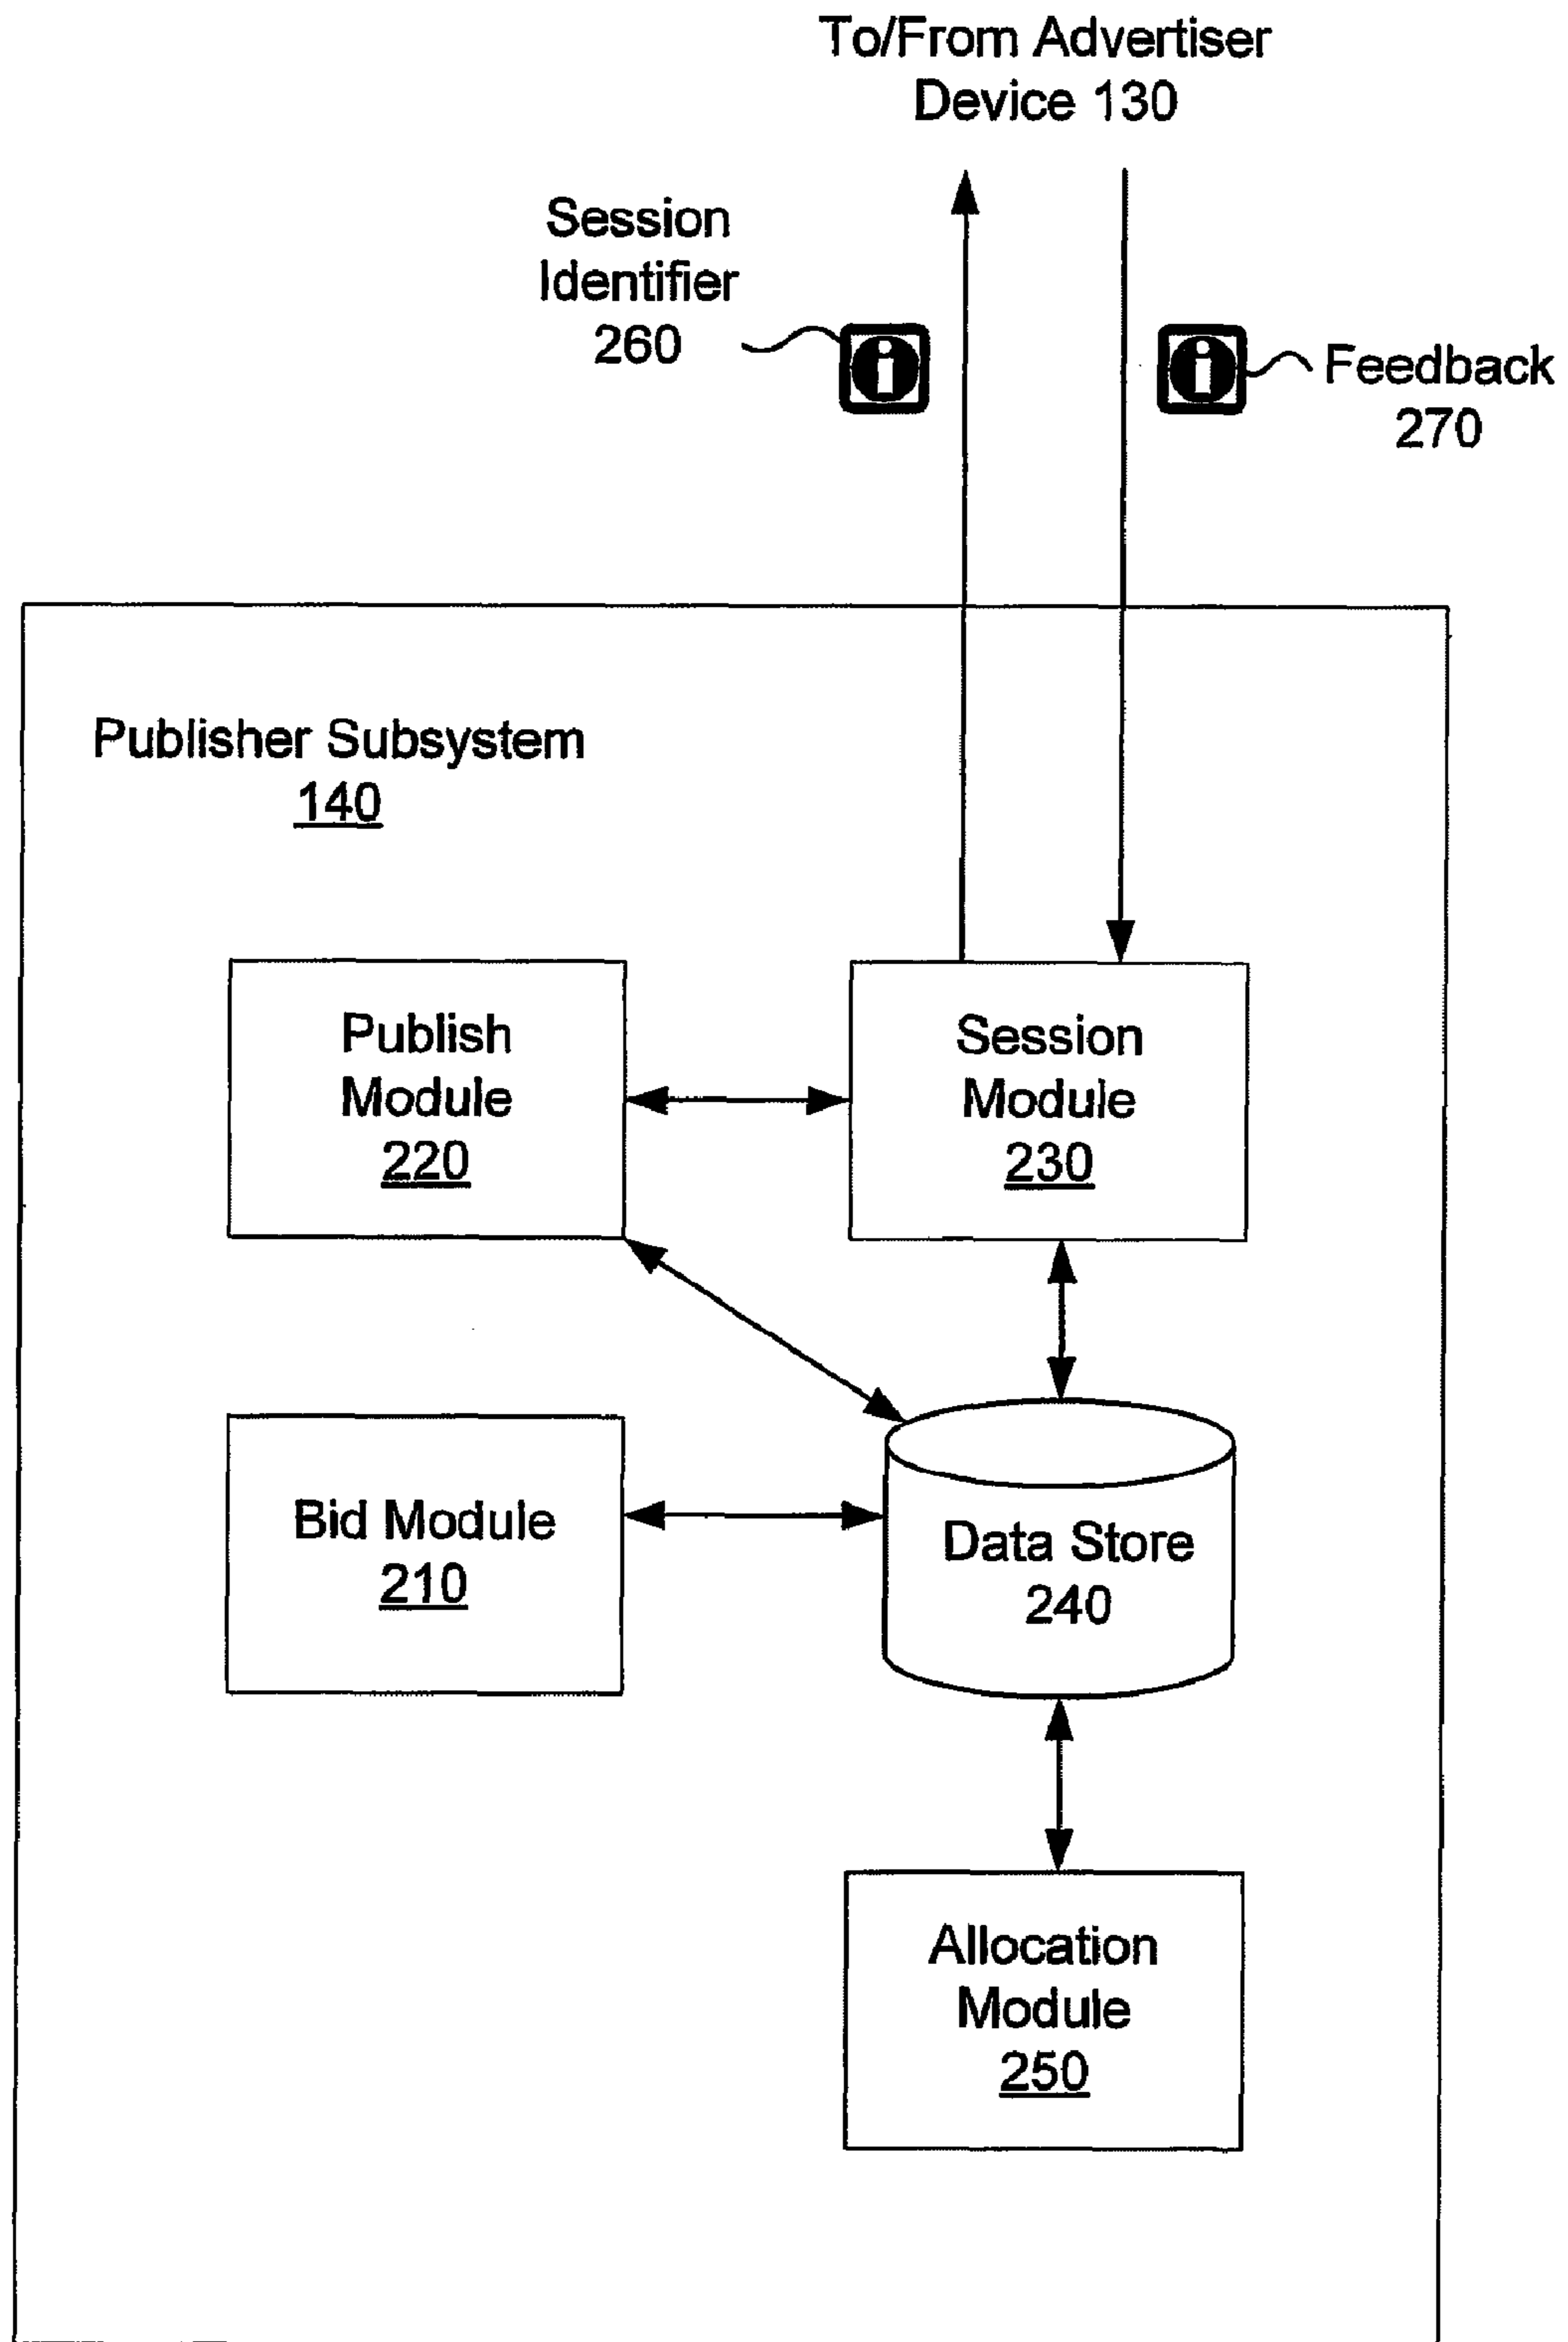 To/From Advertiser
Device 130
Session
Identifier
260
i
i
Feedback
270
Publisher Subsystem
140
Publish
Module
220
Session
Module
230
Bid Module
210
Data Store
240
Allocation
Module
250